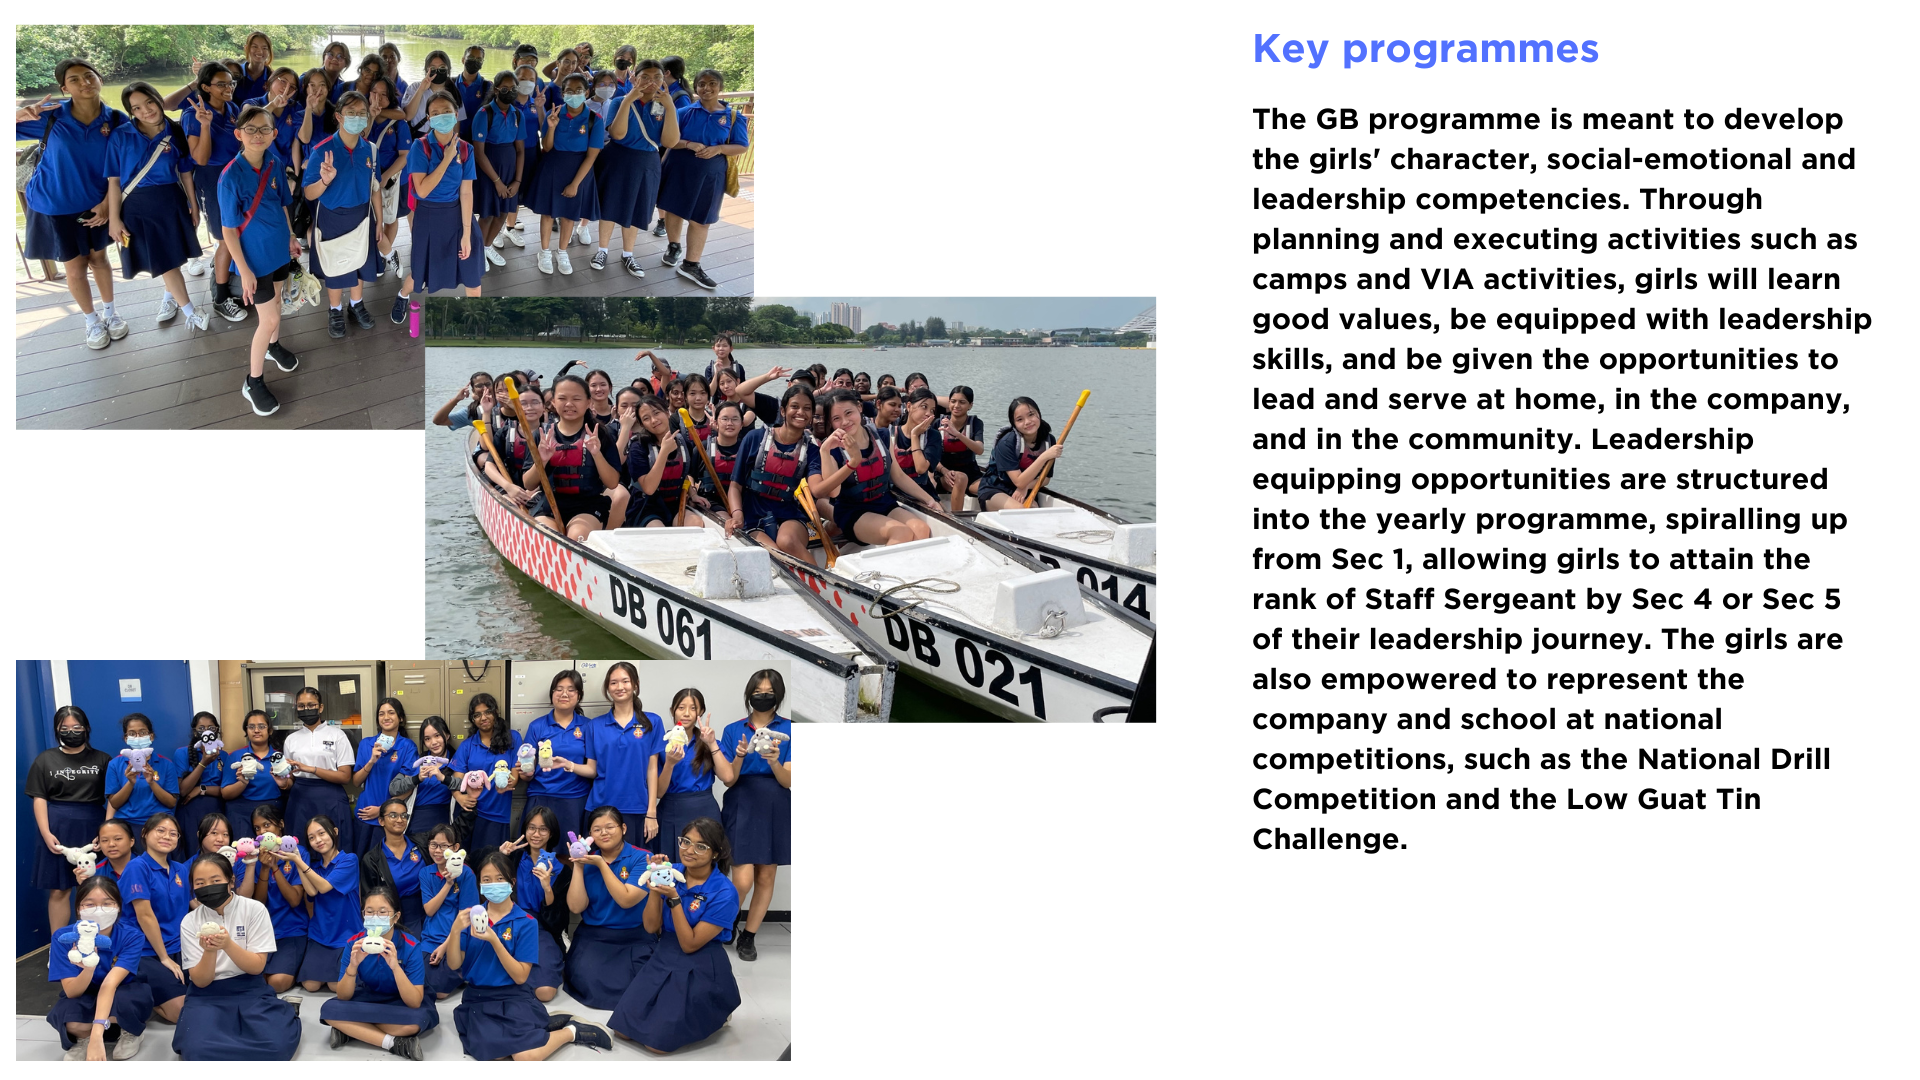 Key programmes
The GB programme is meant to develop
the girls' character, social-emotional and
leadership competencies. Through
planning and executing activities such as
camps and VIA activities, girls will learn
good values, be equipped with leadership
skills, and be given the opportunities to
lead and serve at home, in the company,
and in the community. Leadership
equipping opportunities are structured
into the yearly programme, spiralling up
from Sec 1, allowing girls to attain the
rank of Staff Sergeant by Sec 4 or Sec 5
of their leadership journey. The girls are
also empowered to represent the
company and school at national
competitions, such as the National Drill
Competition and the Low Guat Tin
Challenge.
DB 061
DB 021
014
INTEGRITY